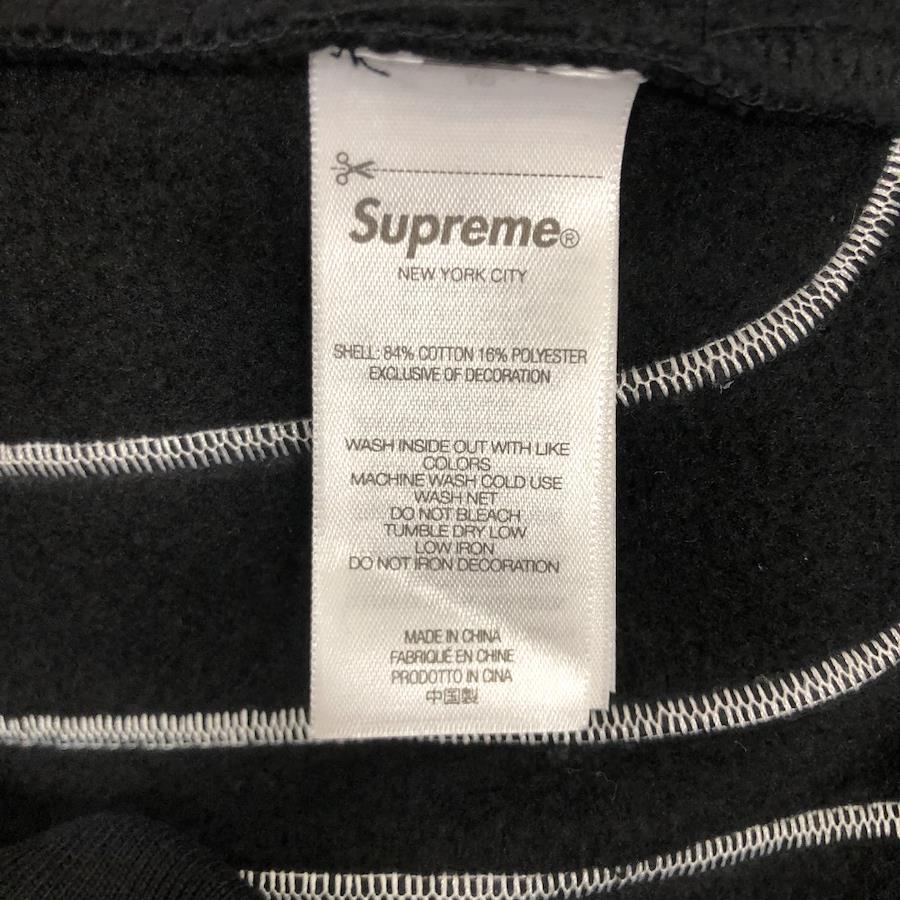 Supreme®
NEW YORK CITY
SHELL: 84% COTTON 16% POLYESTER
EXCLUSIVE OF DECORATION
WASH INSIDE OUT WITH LIKE
COLORS
MACHINE WASH COLD USE
WASH NET
DO NOT BLEACH
TUMBLE DRY LOW
LOW IRON
DO NOT IRON DECORATION
MADE IN CHINA
FABRIQUÉ EN CHINE
PRODOTTO IN CINA
中国製